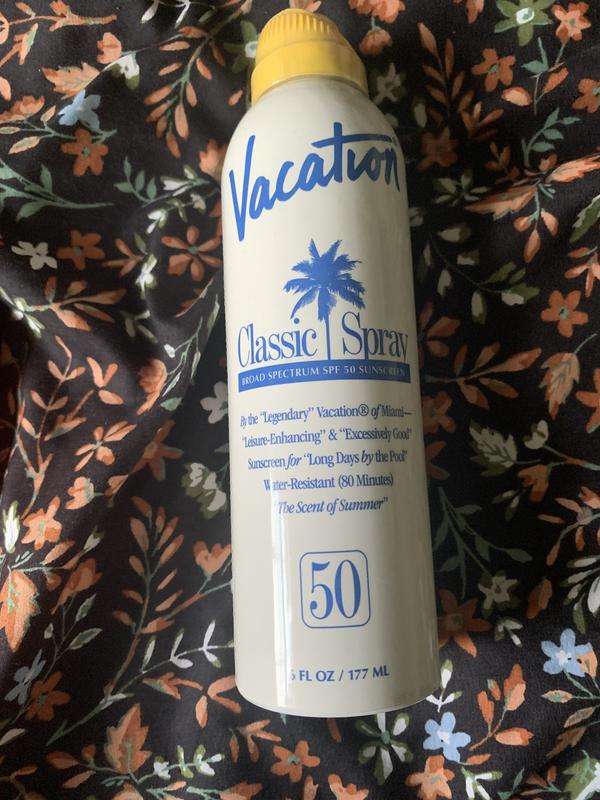 Vacation
Classic Spray
BROAD SPECTRUM SPF 50 SUNSCREEN
By the "Legendary" Vacation® of Miami—
"Leisure-Enhancing" & "Excessively Good"
Sunscreen for "Long Days by the Pool"
Water-Resistant (80 Minutes)
"The Scent of Summer"
50
6 FL OZ / 177 ML